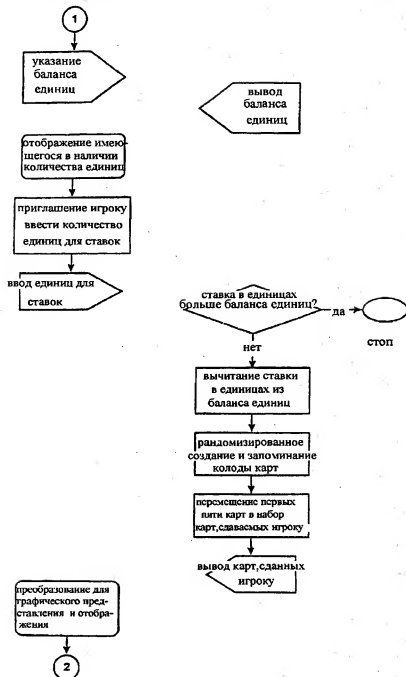 1
указание
баланса
единиц
вывод
баланса
единиц
отображение имею-
щегося в наличии
количества единиц
приглашение игроку
ввести количество
единиц для ставок
ввод единиц для
ставок
ставка в единицах
больше баланса единиц?
да
стоп
нет
вычитание ставки
в единицах из
баланса единиц
рандомизированное
создание и запоминание
колоды карт
перемещение первых
пяти карт в набор
карт,сдаваемых игроку
вывод карт,сданных
игроку
преобразование для
графического пред-
ставления и отобра-
жения
2